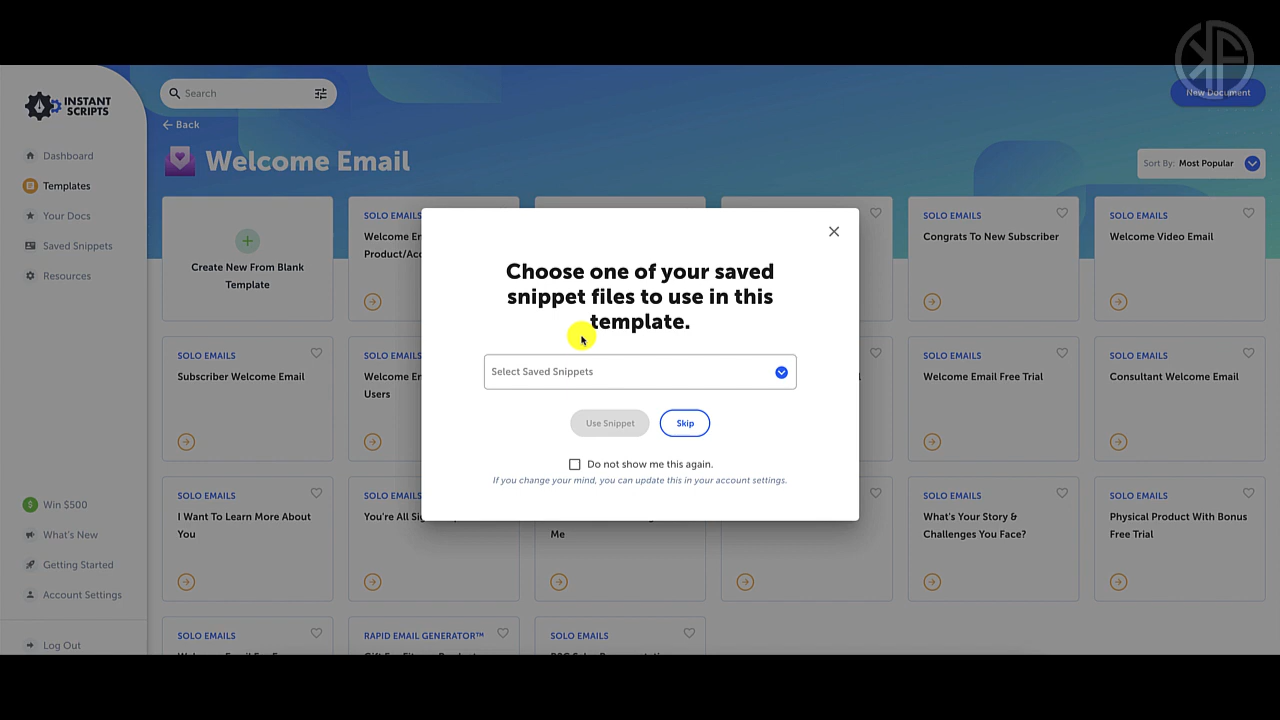 INSTANT
SCRIPTS
Dashboard
Templates
Your Docs
Saved Snippets
Resources
Win $500
What's New
Getting Started
Account Settings
Log Out
Search
New Document
Back
Welcome Email
Sort By: Most Popular
Create New From Blank
Template
SOLO EMAILS
Product/Acc
SOLO EMAILS
Congrats To New Subscriber
SOLO EMAILS
Welcome Video Email
SOLO EMAILS
Subscriber Welcome Email
SOLO EMAILS
Users
SOLO EMAILS
Welcome Email Free Trial
SOLO EMAILS
Consultant Welcome Email
SOLO EMAILS
I Want To Learn More About
You
SOLO EMAILS
You're All
Me
SOLO EMAILS
What's Your Story &
Challenges You Face?
SOLO EMAILS
Physical Product With Bonus
Free Trial
SOLO EMAILS
RAPID EMAIL GENERATOR™
SOLO EMAILS
Choose one of your saved
snippet files to use in this
template.
Select Saved Snippets
Use Snippet
Skip
Do not show me this again.
If you change your mind, you can update this in your account settings.